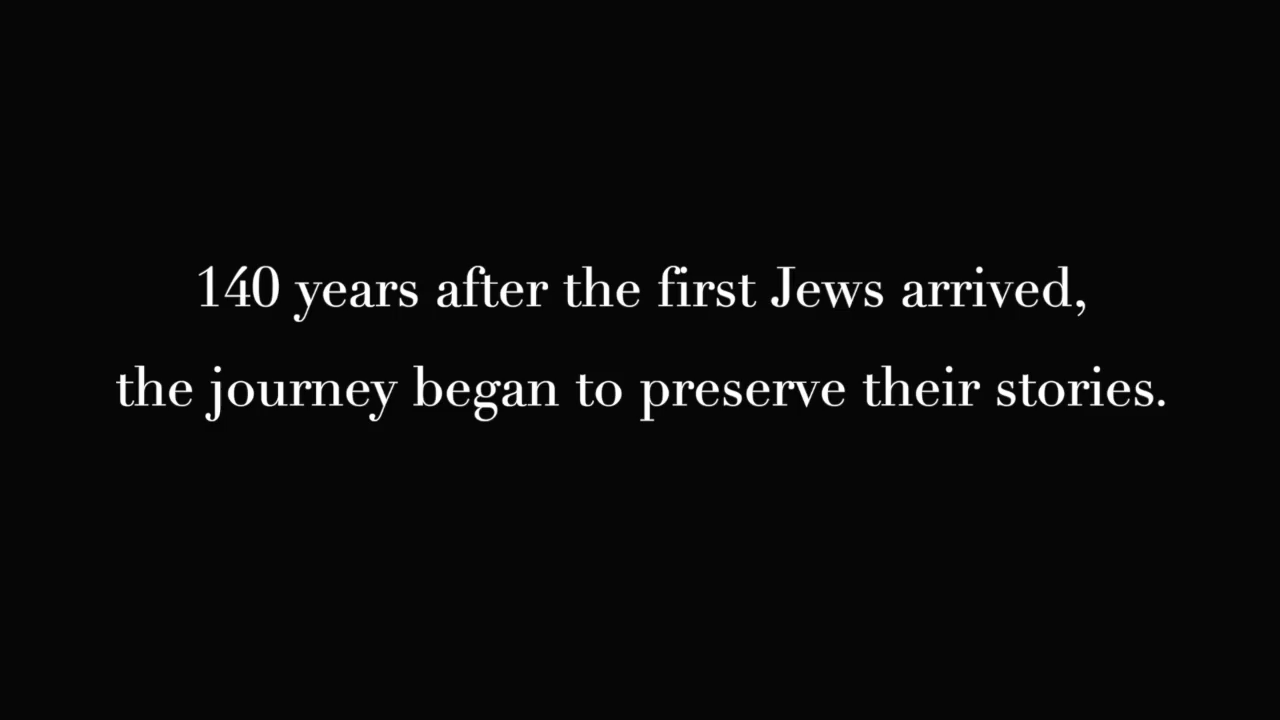 140 years after the first Jews arrived,
the journey began to preserve their stories.